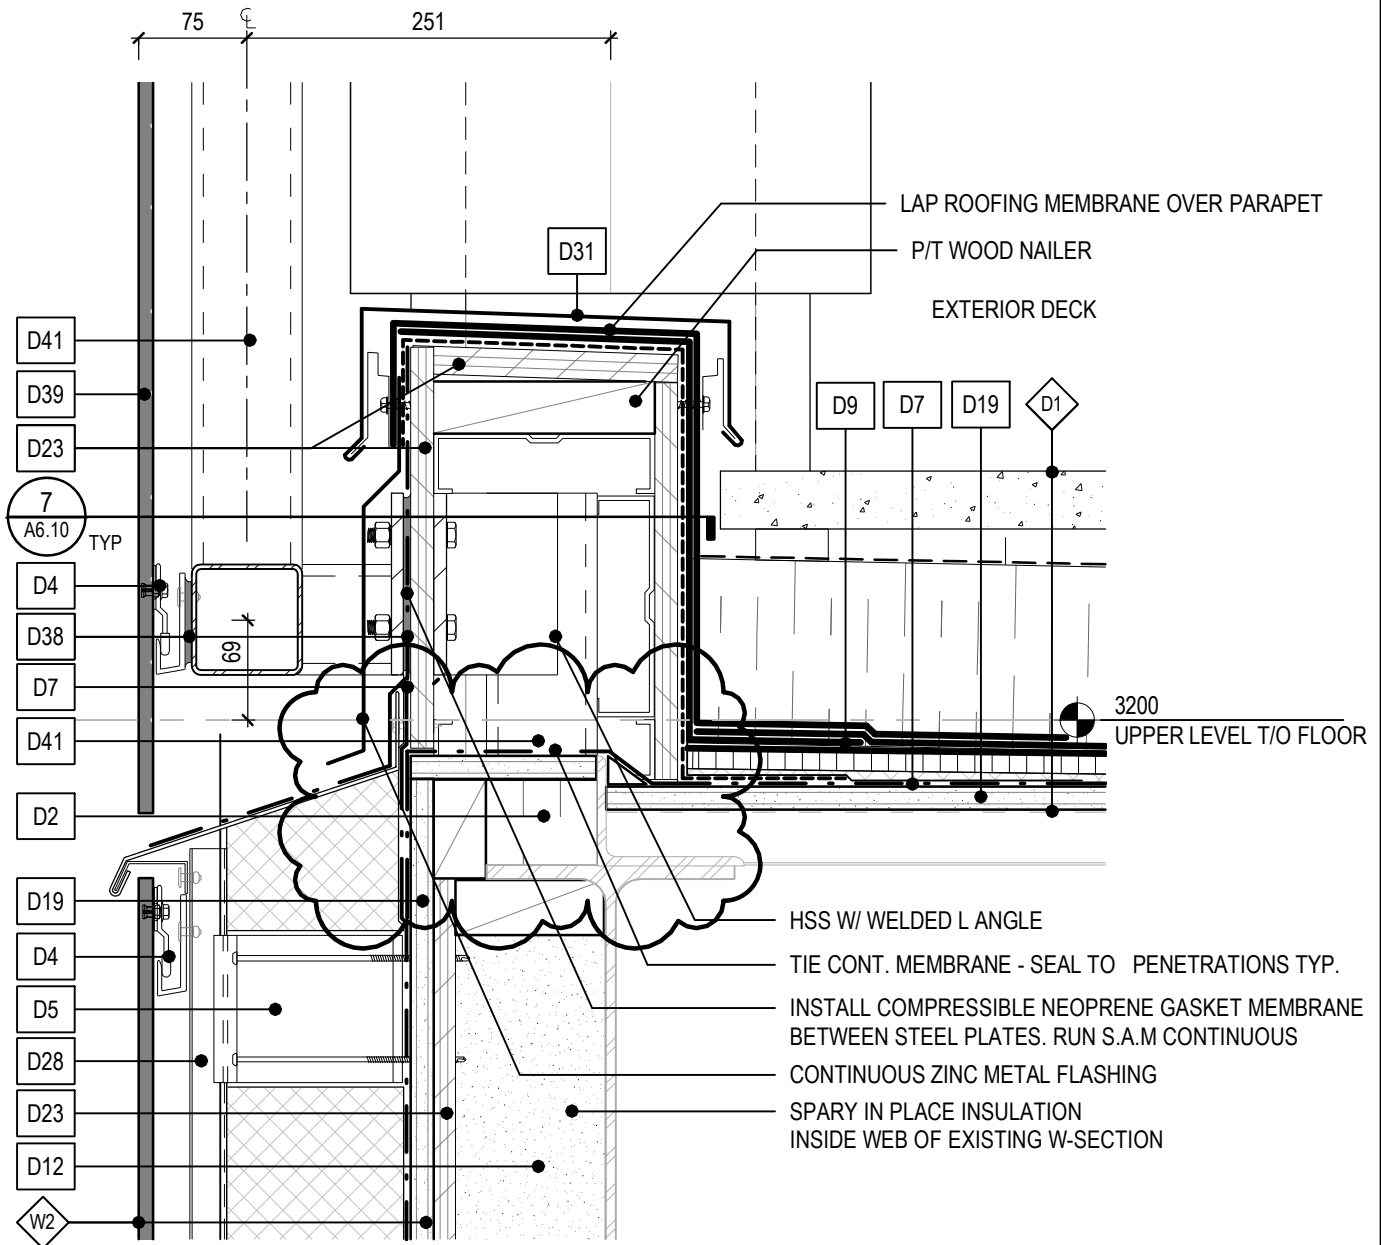 75
℄
251
LAP ROOFING MEMBRANE OVER PARAPET
P/T WOOD NAILER
D31
EXTERIOR DECK
D41
D39
D9
D7
D19
D1
D23
7
A6.10
TYP
D4
D38
69
D7
3200
UPPER LEVEL T/O FLOOR
D41
D2
D19
HSS W/ WELDED L ANGLE
D4
TIE CONT. MEMBRANE - SEAL TO PENETRATIONS TYP.
D5
INSTALL COMPRESSIBLE NEOPRENE GASKET MEMBRANE
BETWEEN STEEL PLATES. RUN S.A.M CONTINUOUS
D28
CONTINUOUS ZINC METAL FLASHING
D23
SPARY IN PLACE INSULATION
INSIDE WEB OF EXISTING W-SECTION
D12
W2